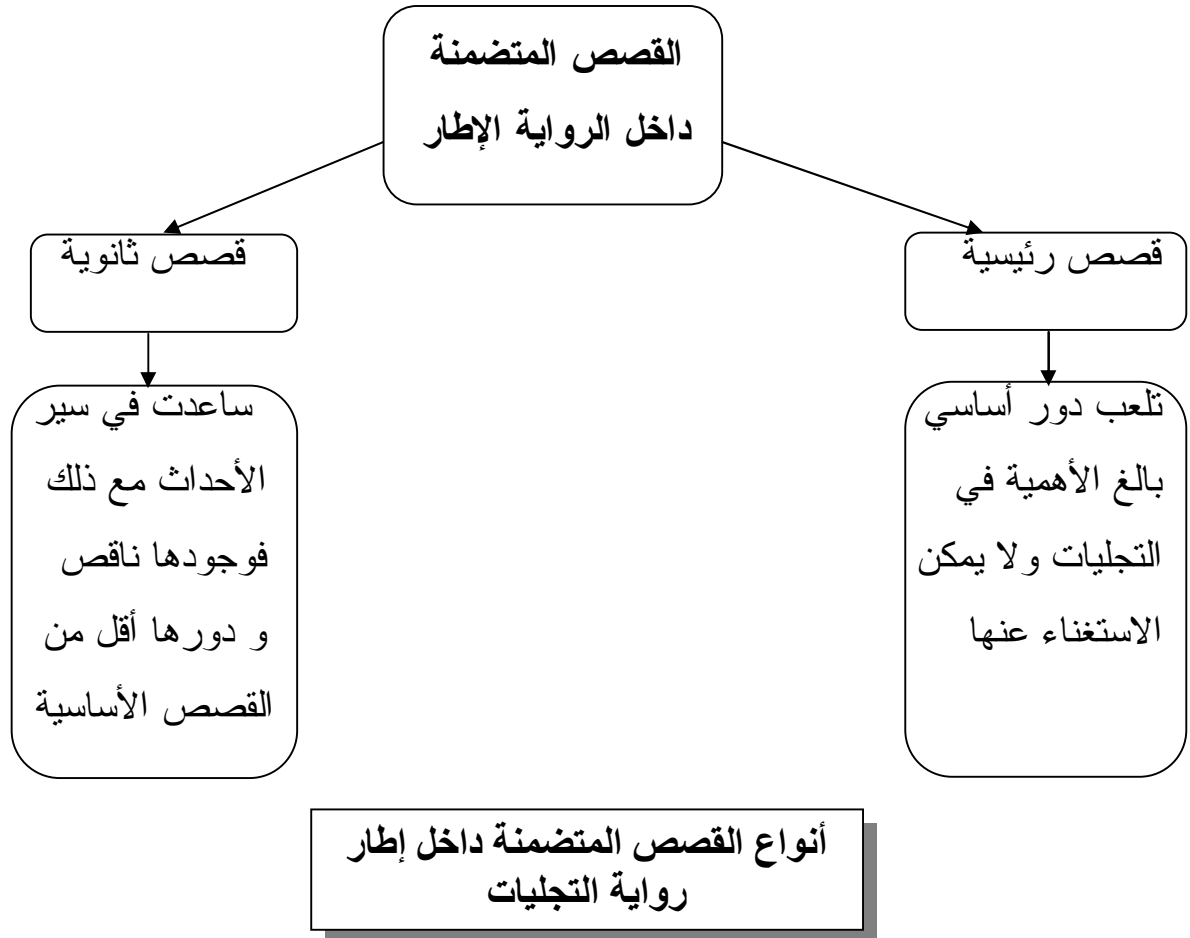 القصص المتضمنة
داخل الرواية الإطار
قصص رئيسية
قصص ثانوية
تلعب دور أساسي
بالغ الأهمية في
التجليات ولا يمكن
الاستغناء عنها
ساعدت في سير
الأحداث مع ذلك
فوجودها ناقص
و دورها أقل من
القصص الأساسية
أنواع القصص المتضمنة داخل إطار
رواية التجليات